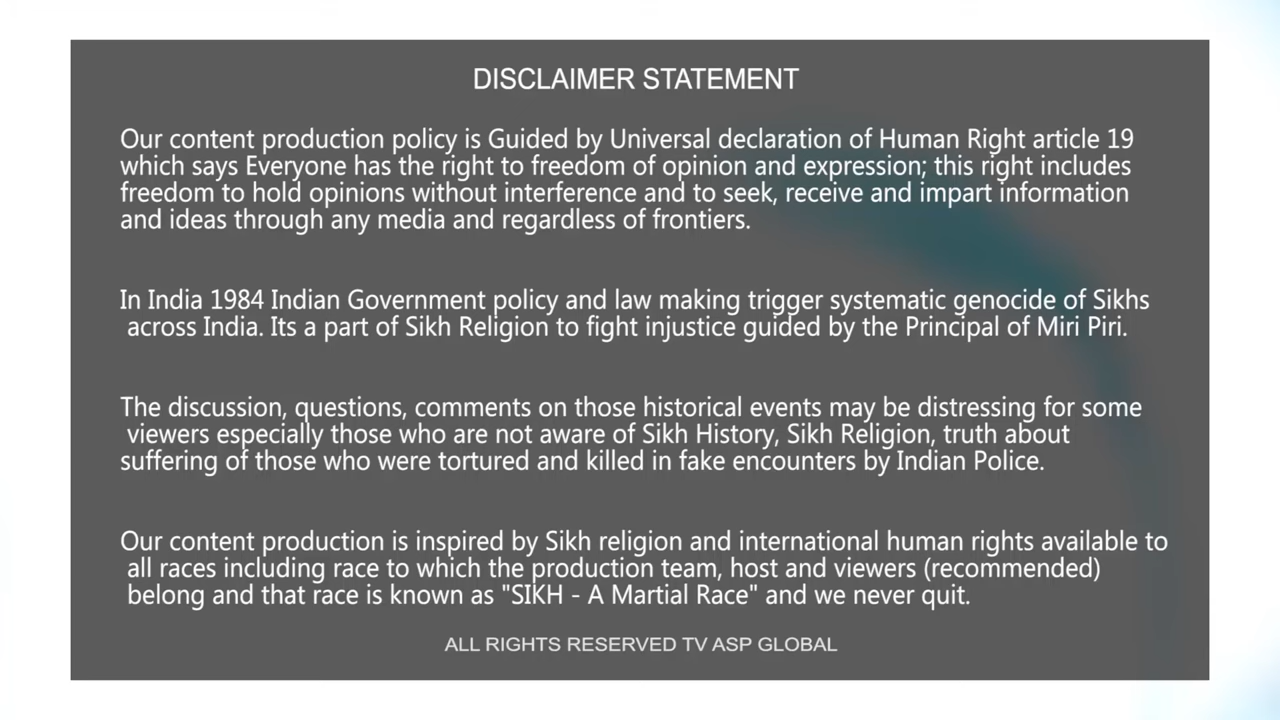 DISCLAIMER STATEMENT
Our content production policy is Guided by Universal declaration of Human Right article 19
which says Everyone has the right to freedom of opinion and expression; this right includes
freedom to hold opinions without interference and to seek, receive and impart information
and ideas through any media and regardless of frontiers.
In India 1984 Indian Government policy and law making trigger systematic genocide of Sikhs
across India. Its a part of Sikh Religion to fight injustice guided by the Principal of Miri Piri.
The discussion, questions, comments on those historical events may be distressing for some
viewers especially those who are not aware of Sikh History, Sikh Religion, truth about
suffering of those who were tortured and killed in fake encounters by Indian Police.
Our content production is inspired by Sikh religion and international human rights available to
all races including race to which the production team, host and viewers (recommended)
belong and that race is known as "SIKH - A Martial Race" and we never quit.
ALL RIGHTS RESERVED TV ASP GLOBAL